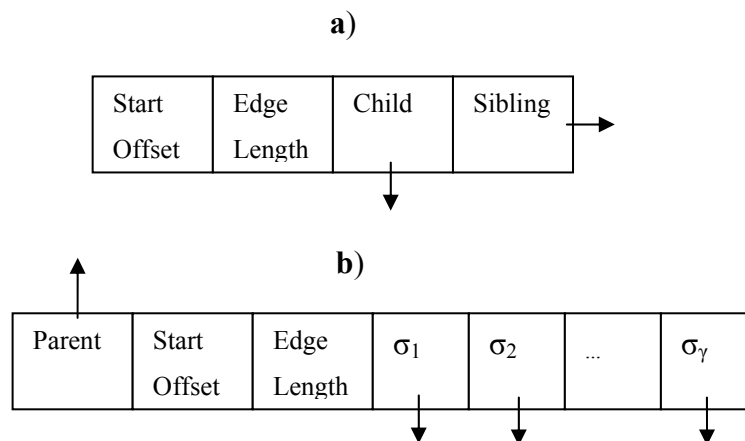 a)
Start Offset
Edge Length
Child
Sibling
b)
Parent
Start Offset
Edge Length
σ1
σ2
...
σγ